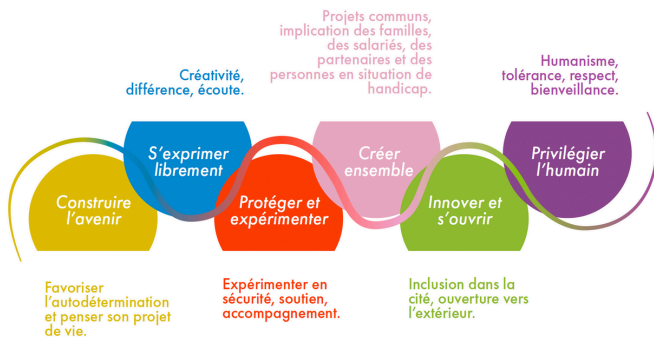 Projets communs,
implication des familles,
des salariés, des
partenaires et des
personnes en situation de
handicap.
Créativité,
différence, écoute.
Humanisme,
tolérance, respect,
bienveillance.
S'exprimer
librement
Créer
ensemble
Privilégier
l'humain
Construire
l'avenir
Protéger et
expérimenter
Innover et
s'ouvrir
Favoriser
l'autodétermination
et penser son projet
de vie.
Expérimenter en
sécurité, soutien,
accompagnement.
Inclusion dans la
cité, ouverture vers
l'extérieur.